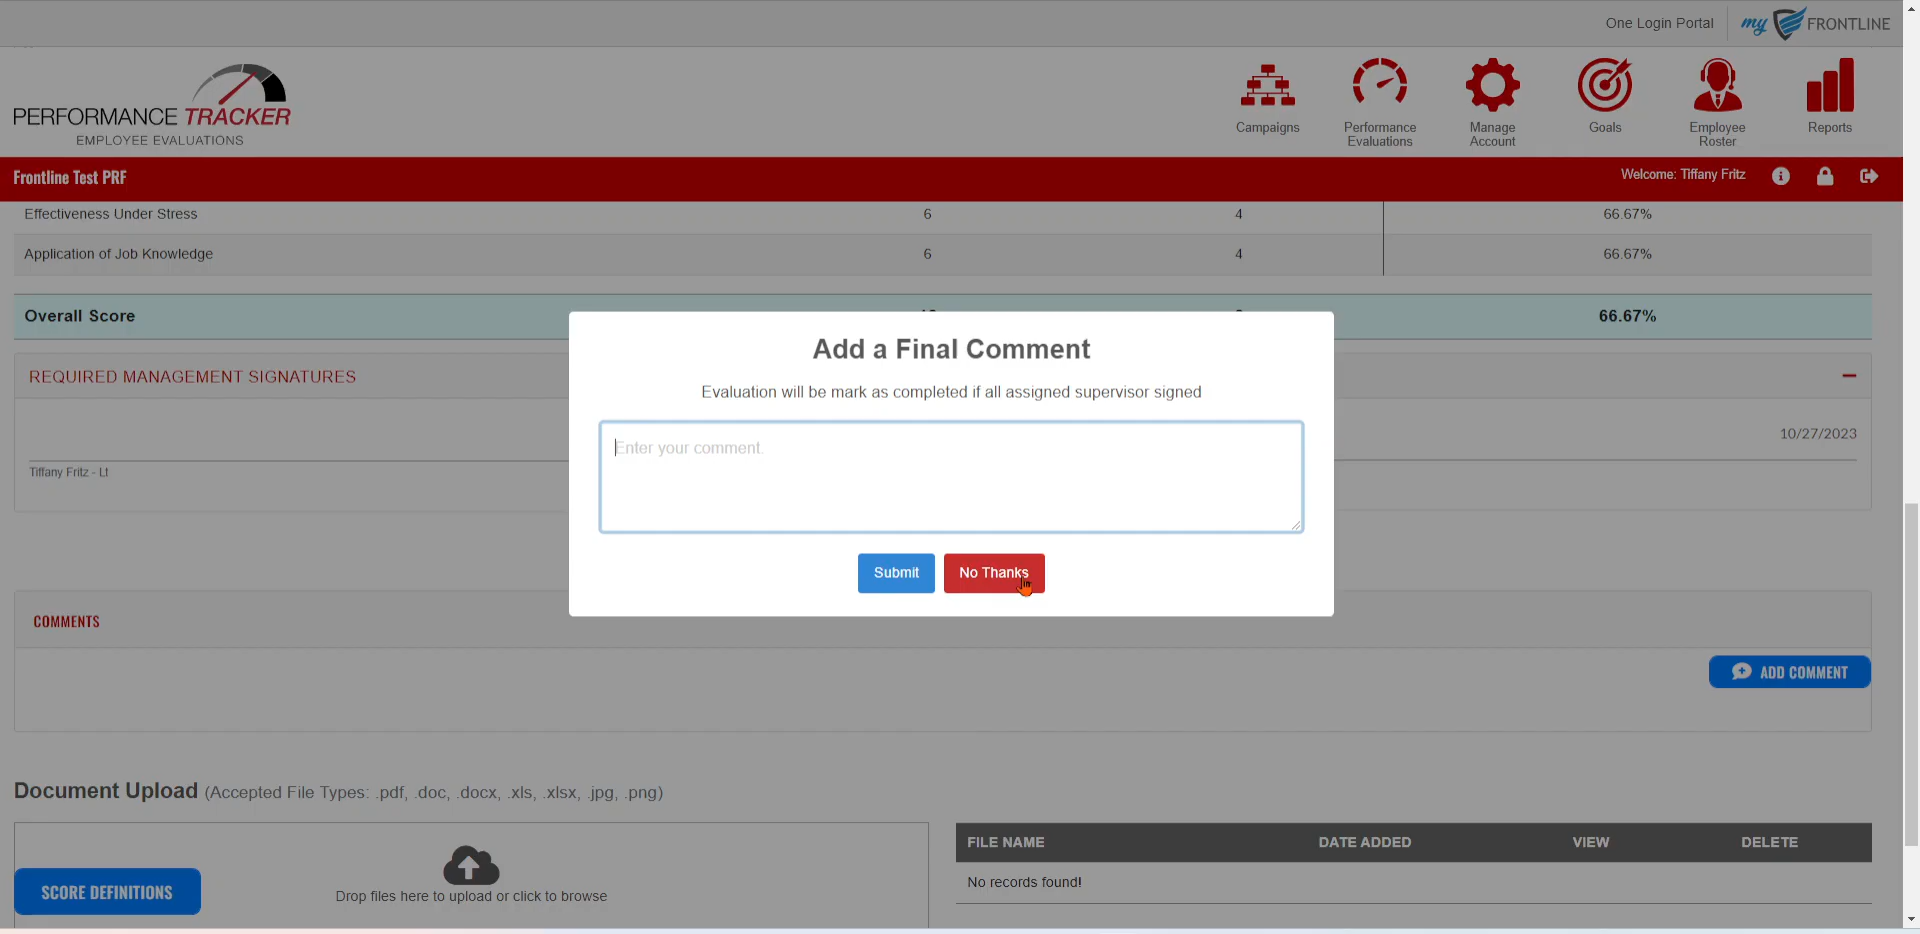 One Login Portal
my FRONTLINE
PERFORMANCE TRACKER
EMPLOYEE EVALUATIONS
Campaigns
Performance
Evaluations
Manage
Account
Goals
Employee
Roster
Reports
Frontline Test PRF
Welcome: Tiffany Fritz
Effectiveness Under Stress 6 4 66.67%
Application of Job Knowledge 6 4 66.67%
Overall Score 66.67%
Add a Final Comment
Evaluation will be mark as completed if all assigned supervisor signed
Enter your comment.
Submit
No Thanks
REQUIRED MANAGEMENT SIGNATURES
10/27/2023
Tiffany Fritz - Lt
COMMENTS
ADD COMMENT
Document Upload (Accepted File Types: .pdf, .doc, .docx, .xls, .xlsx, .jpg, .png)
Drop files here to upload or click to browse
SCORE DEFINITIONS
FILE NAME DATE ADDED VIEW DELETE
No records found!